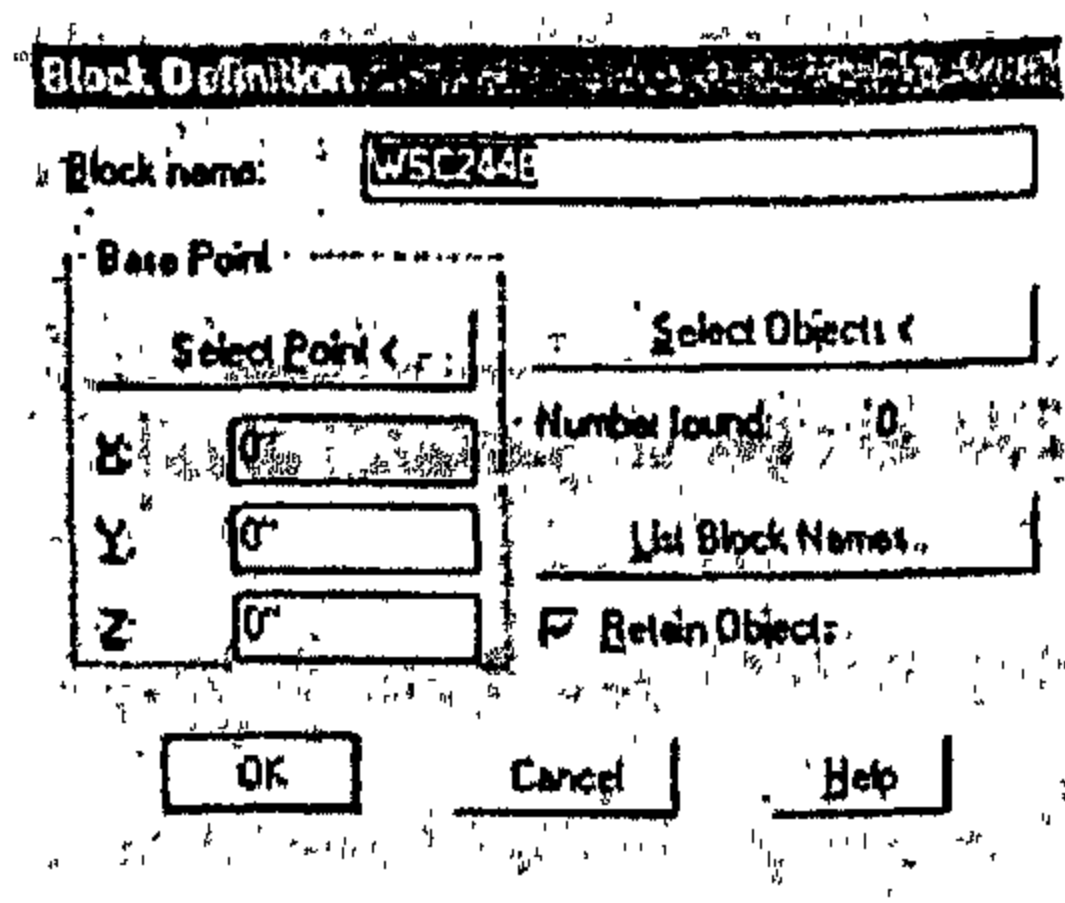 Block Definition
Block name: WSC2448
Base Point
Select Point <
Select Objects <
X: 0"
Number found: 0
Y: 0"
List Block Names..
Z: 0"
Retain Objects
OK Cancel Help